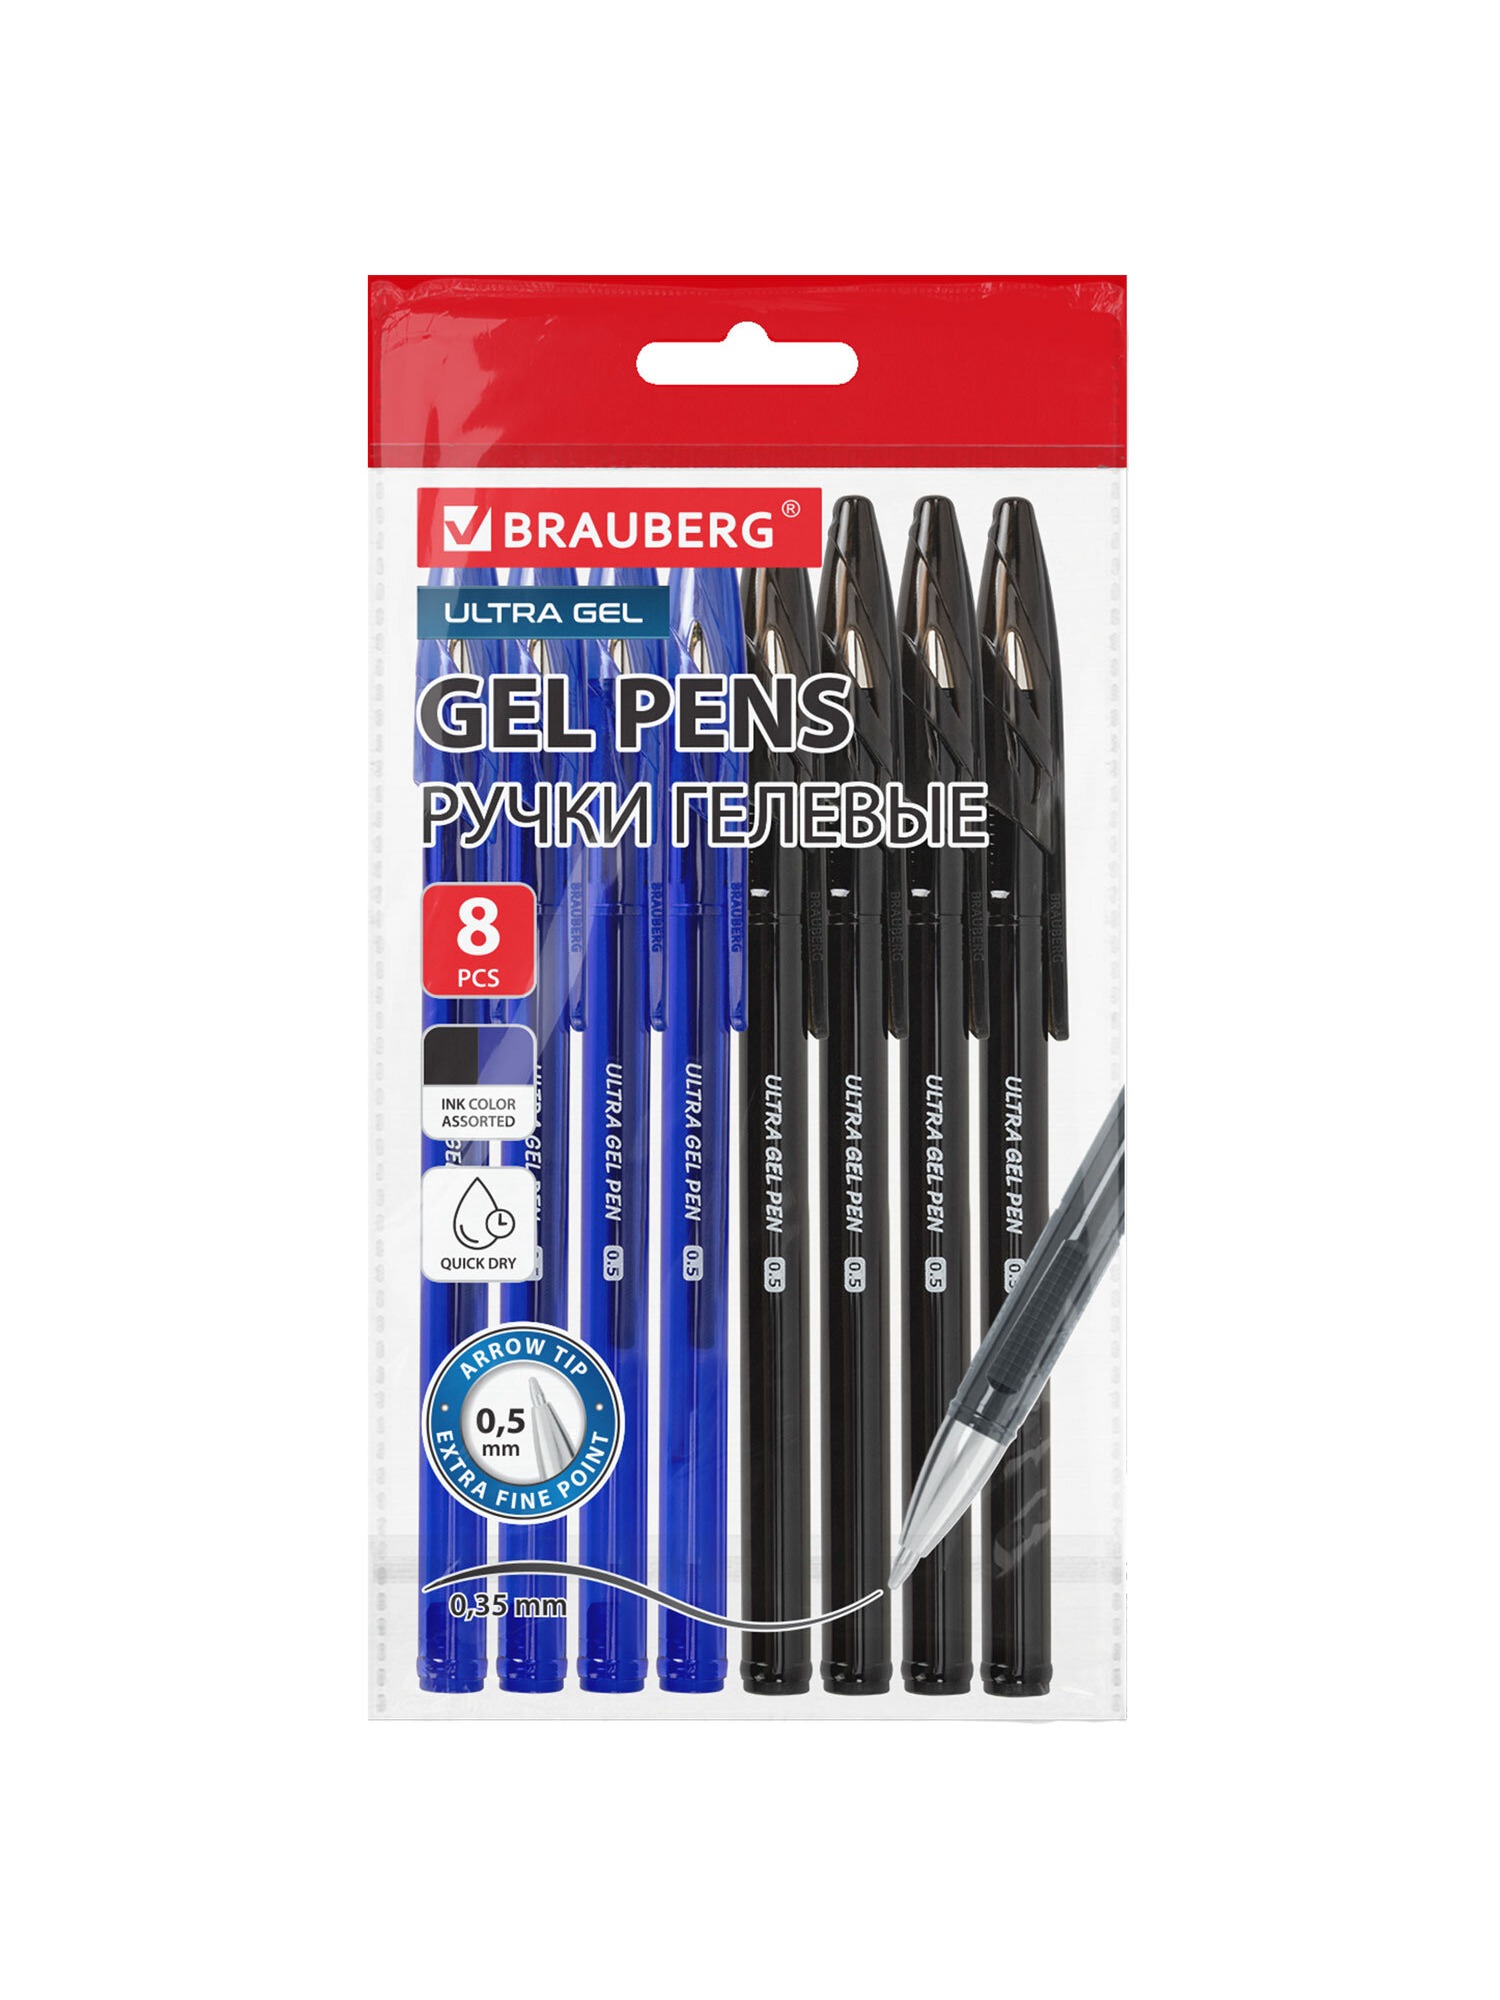 BRAUBERG®
ULTRA GEL
GEL PENS
РУЧКИ ГЕЛЕВЫЕ
8
PCS
INK COLOR
ASSORTED
QUICK DRY
ARROW TIP
0,5
mm
EXTRA FINE POINT
0,35 mm
BRAUBERG
BRAUBERG
BRAUBERG
BRAUBERG
BRAUBERG
BRAUBERG
BRAUBERG
ULTRA GEL PEN 0.5
ULTRA GEL PEN 0.5
ULTRA GEL PEN 0.5
ULTRA GEL PEN 0.5
ULTRA GEL PEN 0.5
ULTRA GEL PEN 0.5